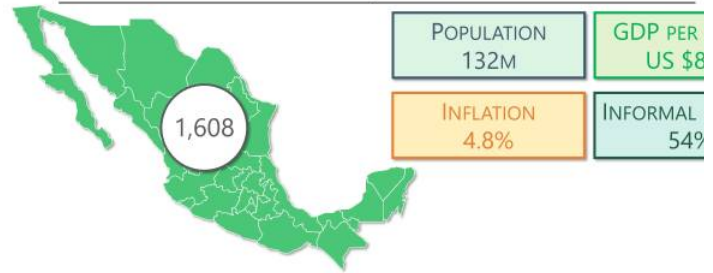 POPULATION
132M
GDP PER
US $8
1,608
INFLATION
4.8%
INFORMAL
54%